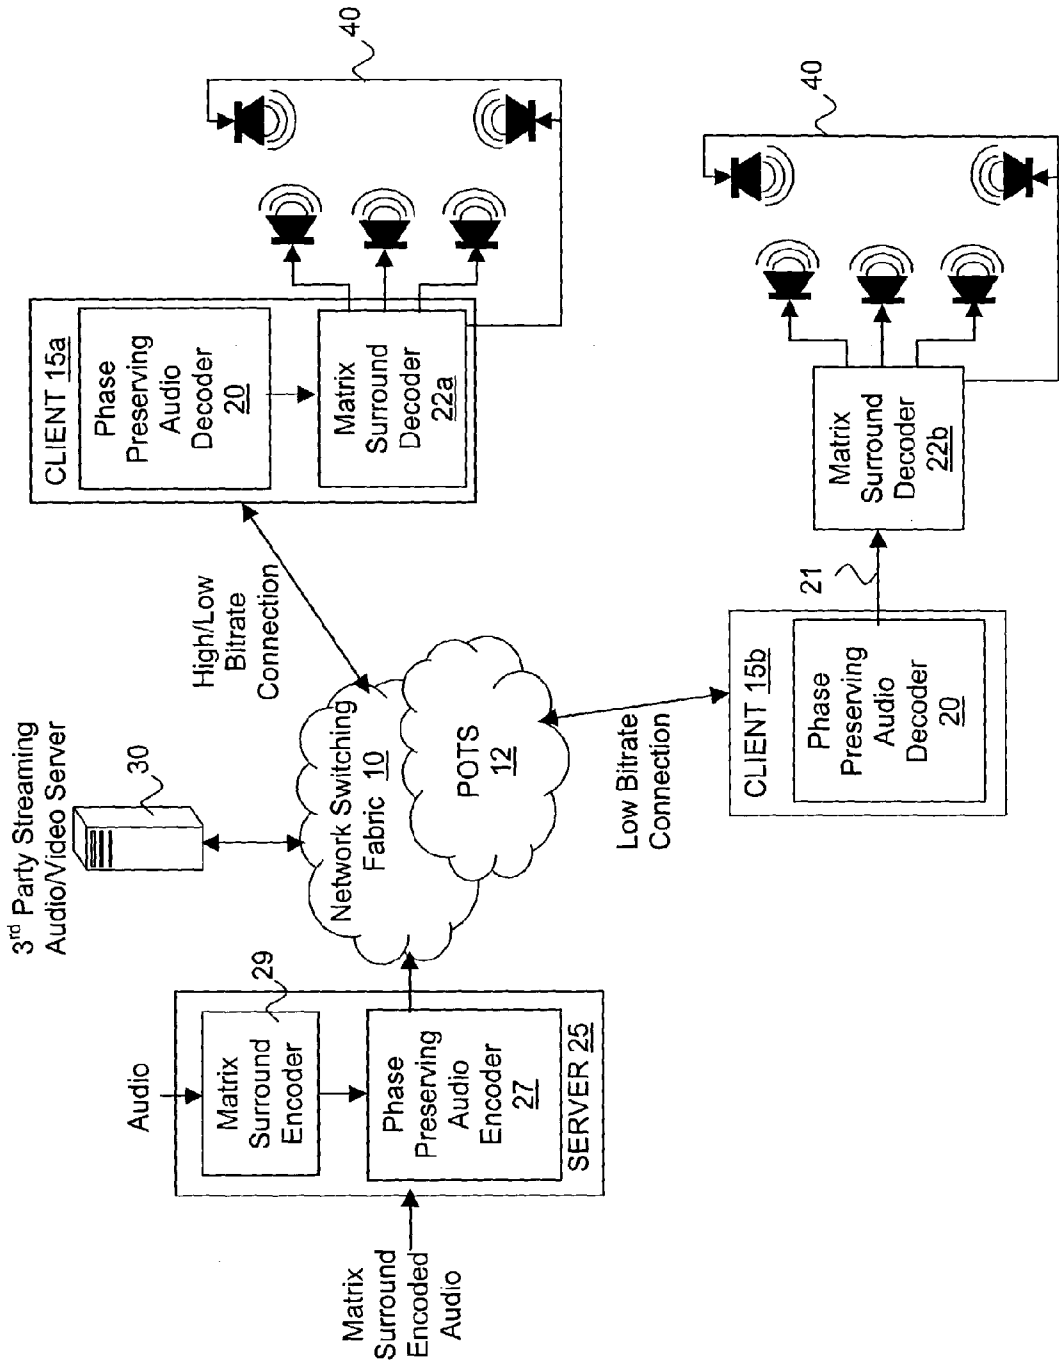 3rd Party Streaming
Audio/Video Server
30
Audio
Matrix
Surround
Encoder
29
Phase
Preserving
Audio
Encoder
27
SERVER 25
Matrix
Surround
Encoded
Audio
Network Switching
Fabric 10
POTS
12
High/Low
Bitrate
Connection
Low Bitrate
Connection
CLIENT 15a
Phase
Preserving
Audio
Decoder
20
Matrix
Surround
Decoder
22a
40
CLIENT 15b
Phase
Preserving
Audio
Decoder
20
21
Matrix
Surround
Decoder
22b
40